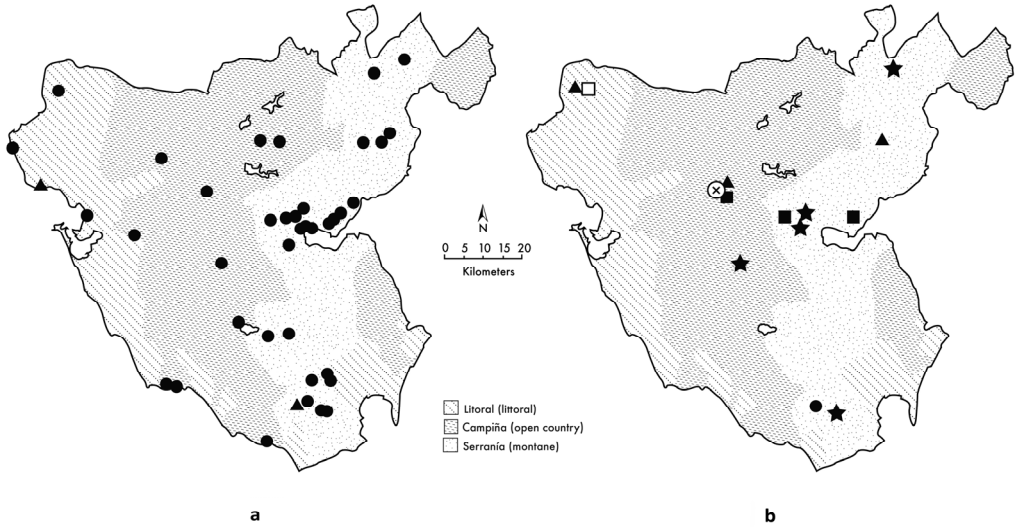 N
0 5 10 15 20
Kilometers
Litoral (littoral)
Campiña (open country)
Serranía (montane)
a
b